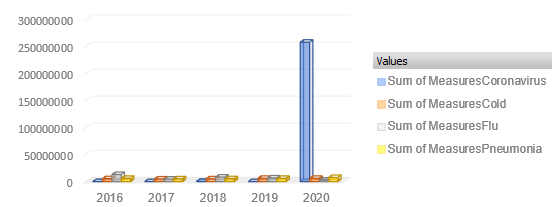 300000000
250000000
200000000
150000000
100000000
50000000
0
2016 2017 2018 2019 2020
Values
Sum of MeasuresCoronavirus
Sum of MeasuresCold
Sum of MeasuresFlu
Sum of MeasuresPneumonia